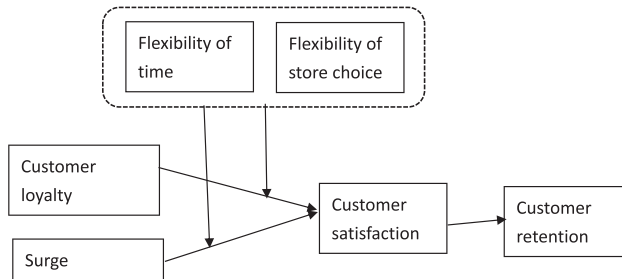 Flexibility of
time
Flexibility of
store choice
Customer
loyalty
Customer
satisfaction
Customer
retention
Surge